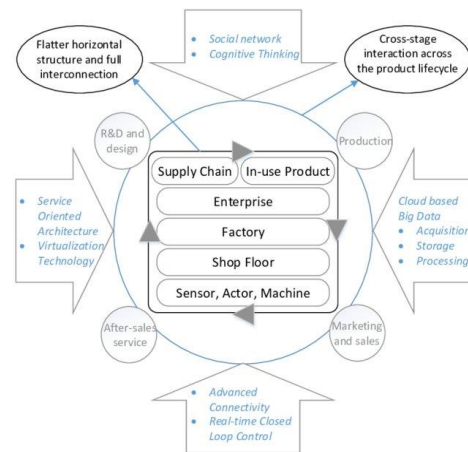 Flatter horizontal
structure and full
interconnection
• Social network
• Cognitive Thinking
Cross-stage
interaction across
the product lifecycle
R&D and
design
Production
Supply Chain
In-use Product
Enterprise
Factory
Shop Floor
Sensor, Actor, Machine
• Service
Oriented
Architecture
• Virtualization
Technology
Cloud based
Big Data
• Acquisition
• Storage
• Processing
After-sales
service
Marketing
and sales
• Advanced
Connectivity
• Real-time Closed
Loop Control